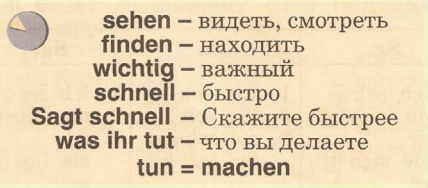 sehen – видеть, смотреть
finden – находить
wichtig – важный
schnell – быстро
Sagt schnell – Скажите быстрее
was ihr tut – что вы делаете
tun = machen